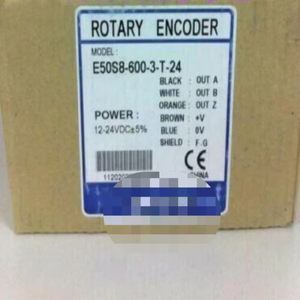 ROTARY ENCODER
MODEL :
E50S8-600-3-T-24
BLACK : OUT A
WHITE : OUT B
ORANGE : OUT Z
BROWN : +V
BLUE : 0V
SHIELD : F.G
POWER :
12-24VDC±5%
CE